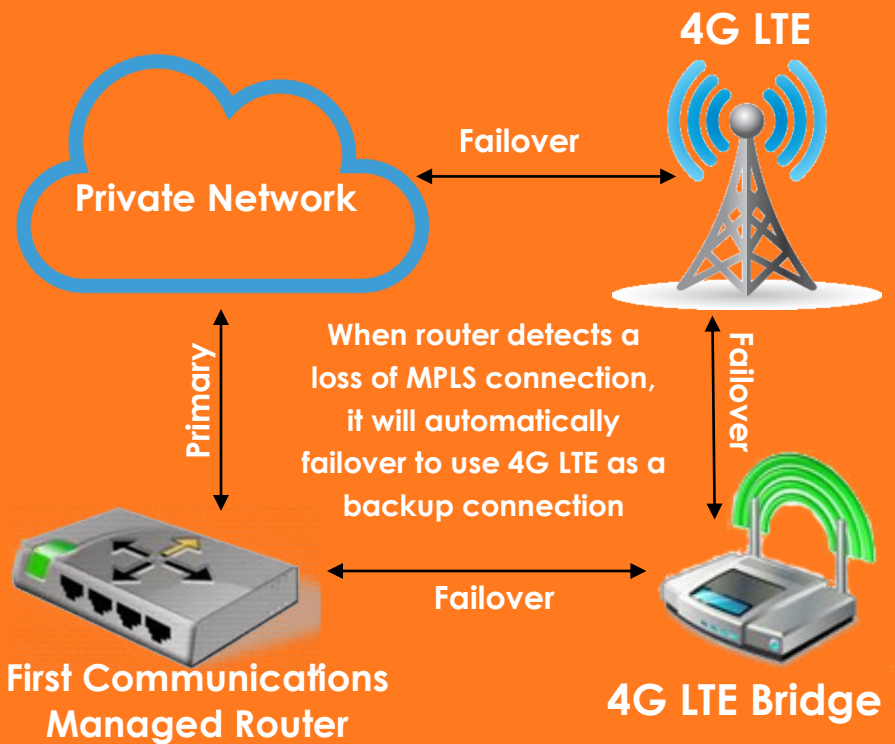 4G LTE
Failover
Private Network
When router detects a
loss of MPLS connection,
it will automatically
failover to use 4G LTE as a
backup connection
Primary
Failover
Failover
First Communications
Managed Router
4G LTE Bridge